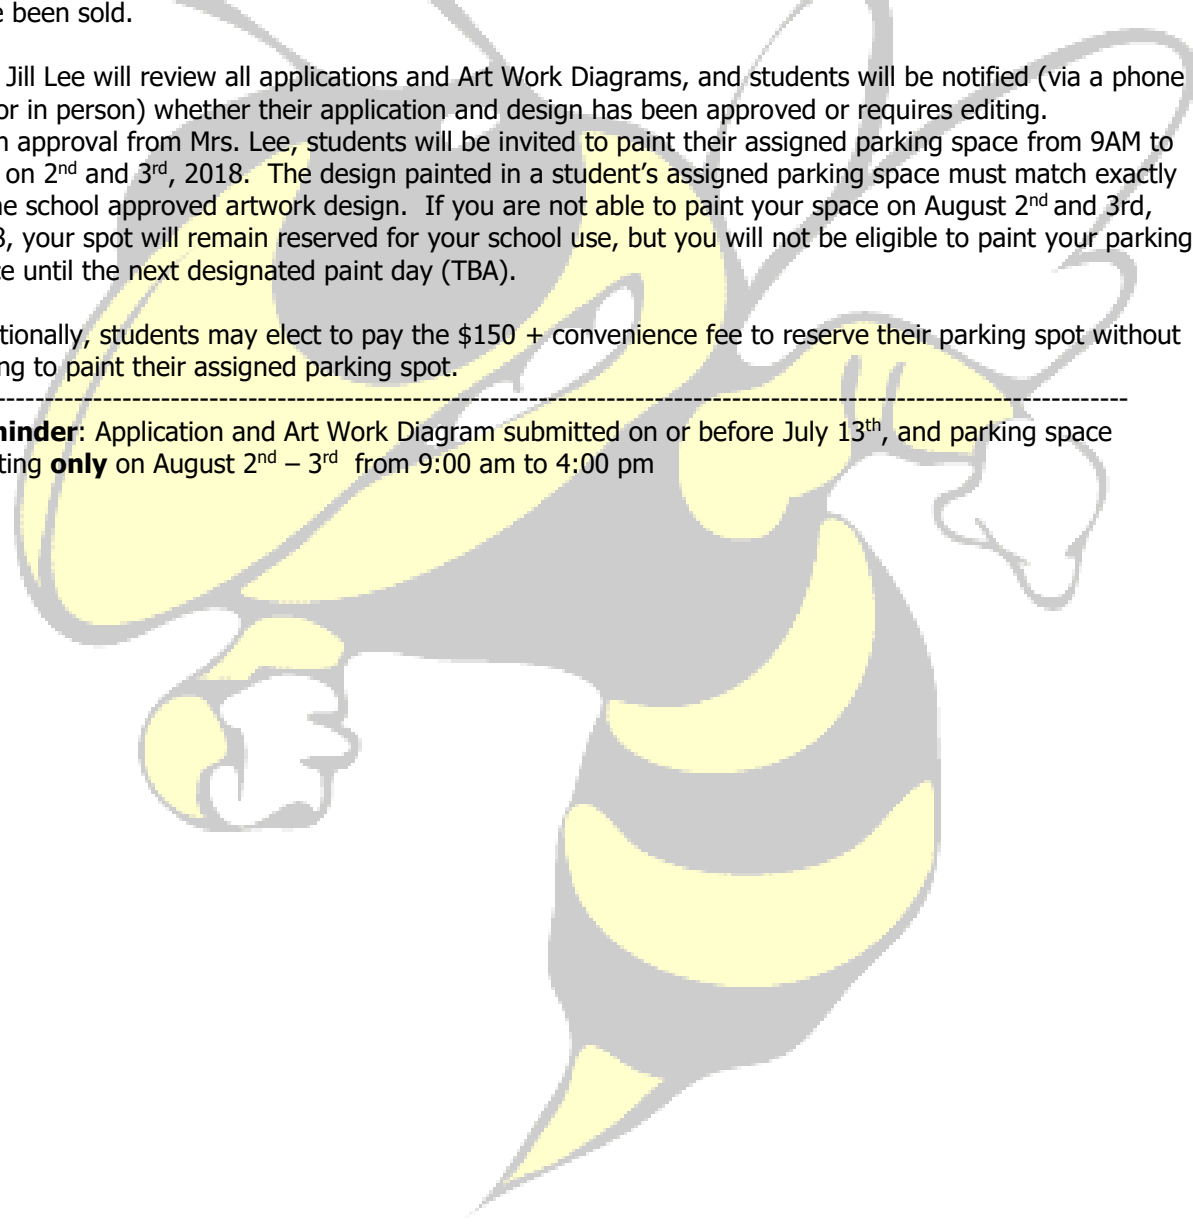 e been sold.
Jill Lee will review all applications and Art Work Diagrams, and students will be notified (via a phone
or in person) whether their application and design has been approved or requires editing.
n approval from Mrs. Lee, students will be invited to paint their assigned parking space from 9AM to
on 2nd and 3rd, 2018. The design painted in a student’s assigned parking space must match exactly
ne school approved artwork design. If you are not able to paint your space on August 2nd and 3rd,
8, your spot will remain reserved for your school use, but you will not be eligible to paint your parking
ce until the next designated paint day (TBA).
tionally, students may elect to pay the $150 + convenience fee to reserve their parking spot without
ng to paint their assigned parking spot.
minder: Application and Art Work Diagram submitted on or before July 13th, and parking space
ting only on August 2nd – 3rd from 9:00 am to 4:00 pm